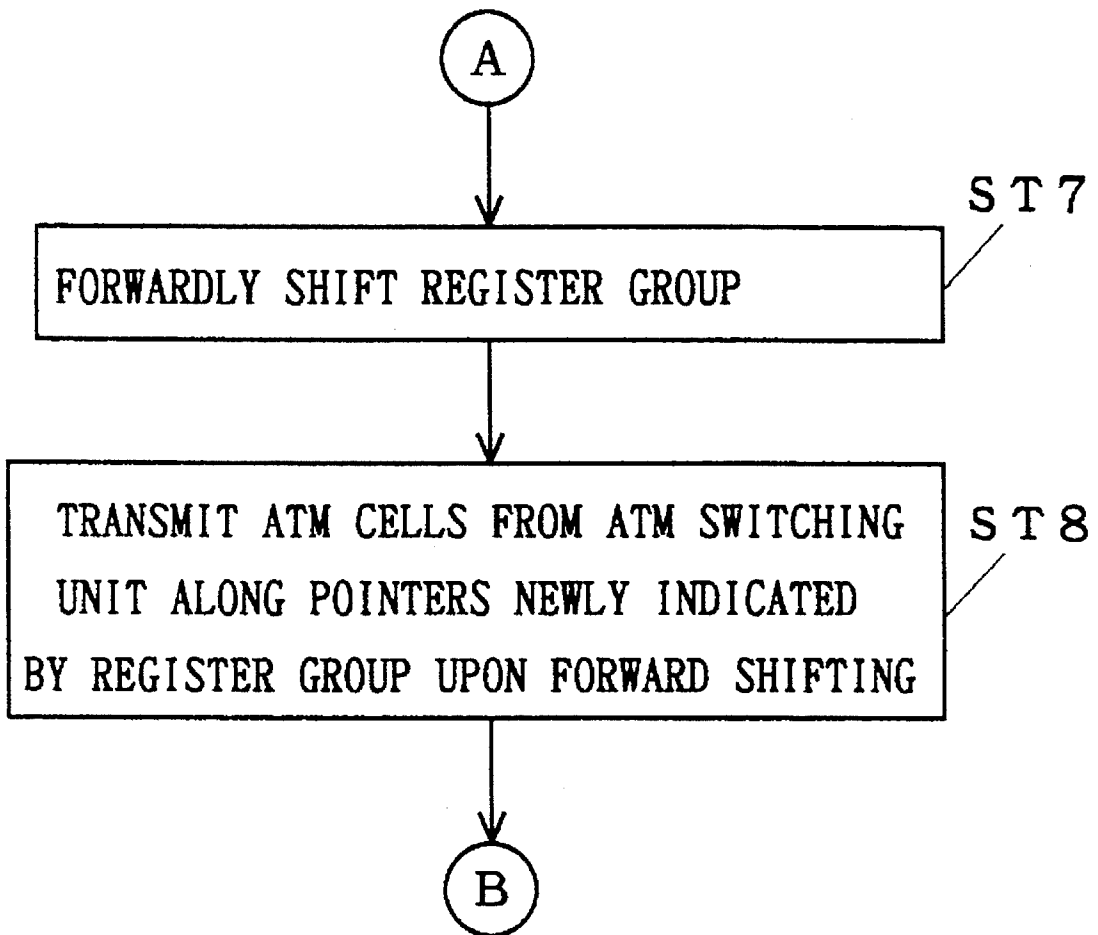 A
ST7
FORWARDLY SHIFT REGISTER GROUP
ST8
TRANSMIT ATM CELLS FROM ATM SWITCHING
UNIT ALONG POINTERS NEWLY INDICATED
BY REGISTER GROUP UPON FORWARD SHIFTING
B